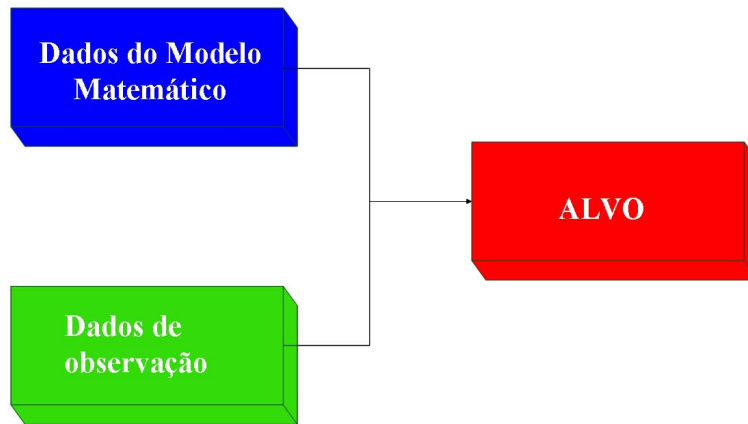 Dados do Modelo
Matemático
ALVO
Dados de
observação